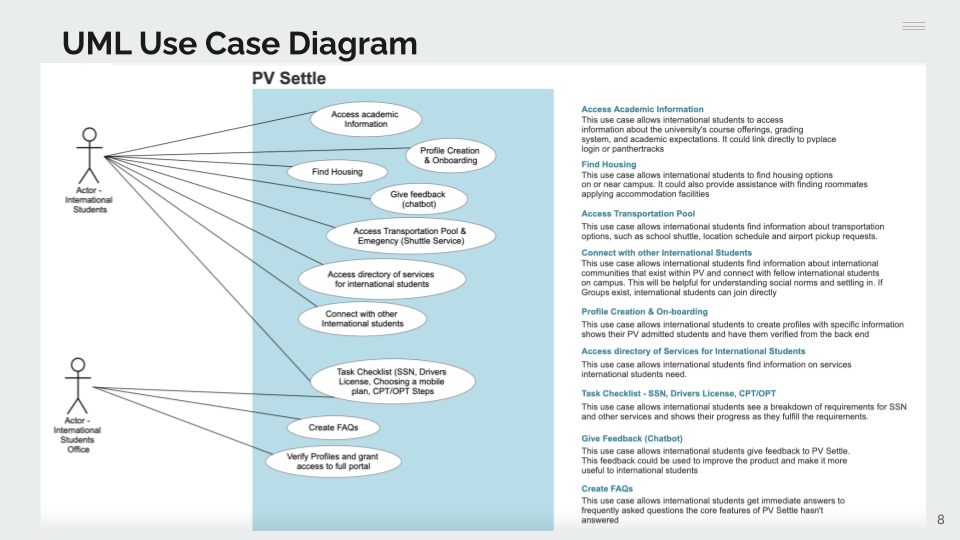 UML Use Case Diagram
PV Settle
Access academic
Information
Profile Creation
& Onboarding
Find Housing
Give feedback
(chatbot)
Access Transportation Pool &
Emegency (Shuttle Service)
Access directory of services
for international students
Connect with other
International students
Task Checklist (SSN, Drivers
License, Choosing a mobile
plan, CPT/OPT Steps
Create FAQs
Verify Profiles and grant
access to full portal
Actor -
International
Students
Actor -
International
Students
Office
Access Academic Information
This use case allows international students to access
information about the university's course offerings, grading
system, and academic expectations. It could link directly to pvplace
login or panthertracks
Find Housing
This use case allows international students to find housing options
on or near campus. It could also provide assistance with finding roommates
applying accommodation facilities
Access Transportation Pool
This use case allows international students find information about transportation
options, such as school shuttle, location schedule and airport pickup requests.
Connect with other International Students
This use case allows international students find information about international
communities that exist within PV and connect with fellow international students
on campus. This will be helpful for understanding social norms and settling in. If
Groups exist, international students can join directly
Profile Creation & On-boarding
This use case allows international students to create profiles with specific information
shows their PV admitted students and have them verified from the back end
Access directory of Services for International Students
This use case allows international students find information on services
international students need.
Task Checklist - SSN, Drivers License, CPT/OPT
This use case allows international students see a breakdown of requirements for SSN
and other services and shows their progress as they fulfill the requirements.
Give Feedback (Chatbot)
This use case allows international students give feedback to PV Settle.
This feedback could be used to improve the product and make it more
useful to international students
Create FAQs
This use case allows international students get immediate answers to
frequently asked questions the core features of PV Settle hasn't
answered
8